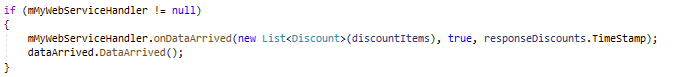 if (mMyWebServiceHandler != null)
{
mMyWebServiceHandler.onDataArrived(new List<Discount>(discountItems), true, responseDiscounts.TimeStamp);
dataArrived.DataArrived();
}